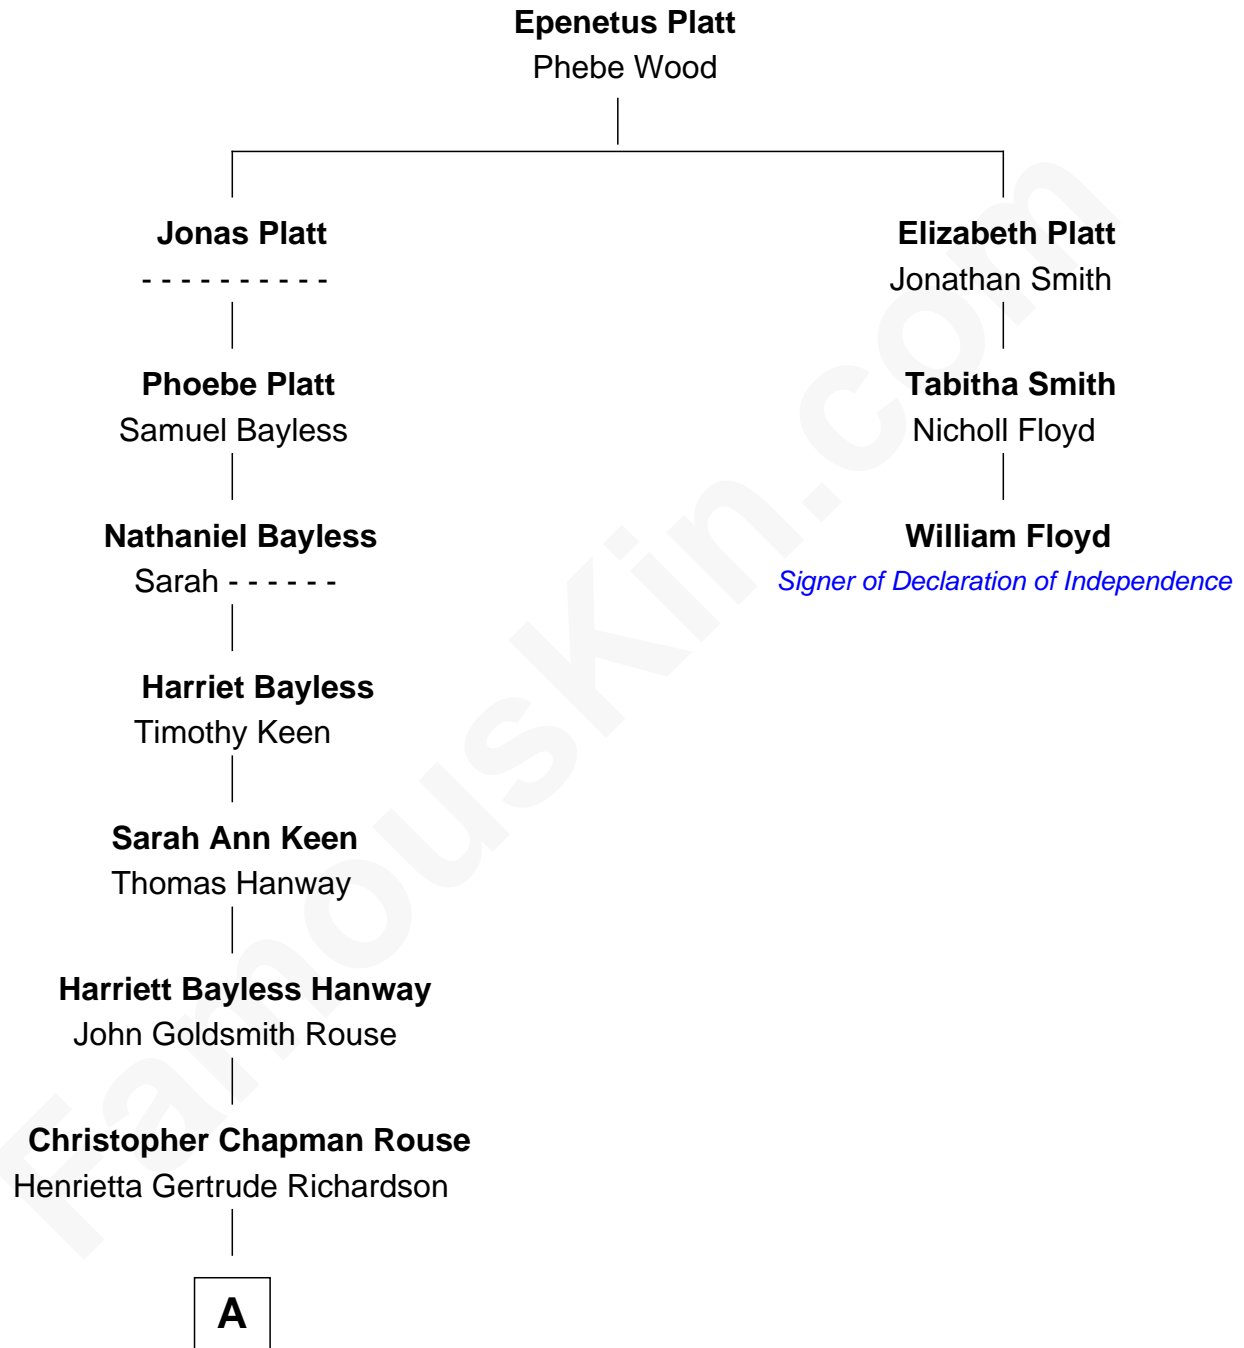 Epenetus Platt
Phebe Wood
Jonas Platt
- - - - - - - - - -
Elizabeth Platt
Jonathan Smith
Phoebe Platt
Samuel Bayless
Tabitha Smith
Nicholl Floyd
Nathaniel Bayless
Sarah - - - - - -
William Floyd
Signer of Declaration of Independence
Harriet Bayless
Timothy Keen
Sarah Ann Keen
Thomas Hanway
Harriett Bayless Hanway
John Goldsmith Rouse
Christopher Chapman Rouse
Henrietta Gertrude Richardson
A
FamousKin.com